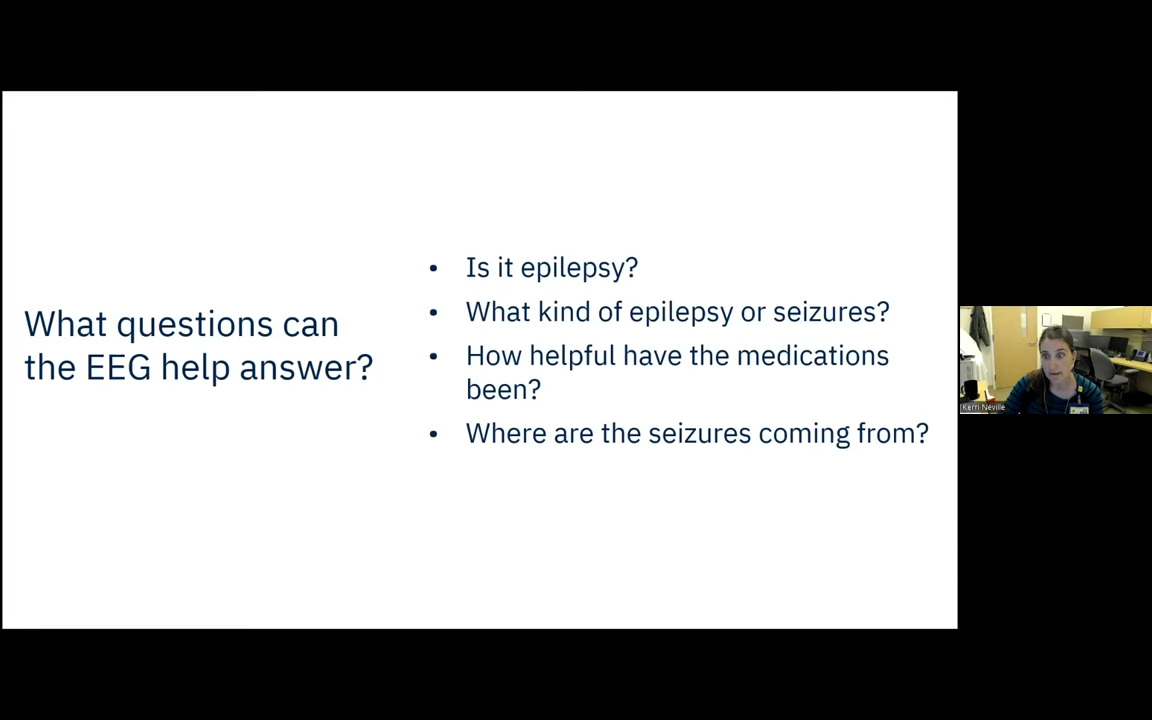 What questions can
the EEG help answer?
• Is it epilepsy?
• What kind of epilepsy or seizures?
• How helpful have the medications
been?
• Where are the seizures coming from?
Kerri Neville